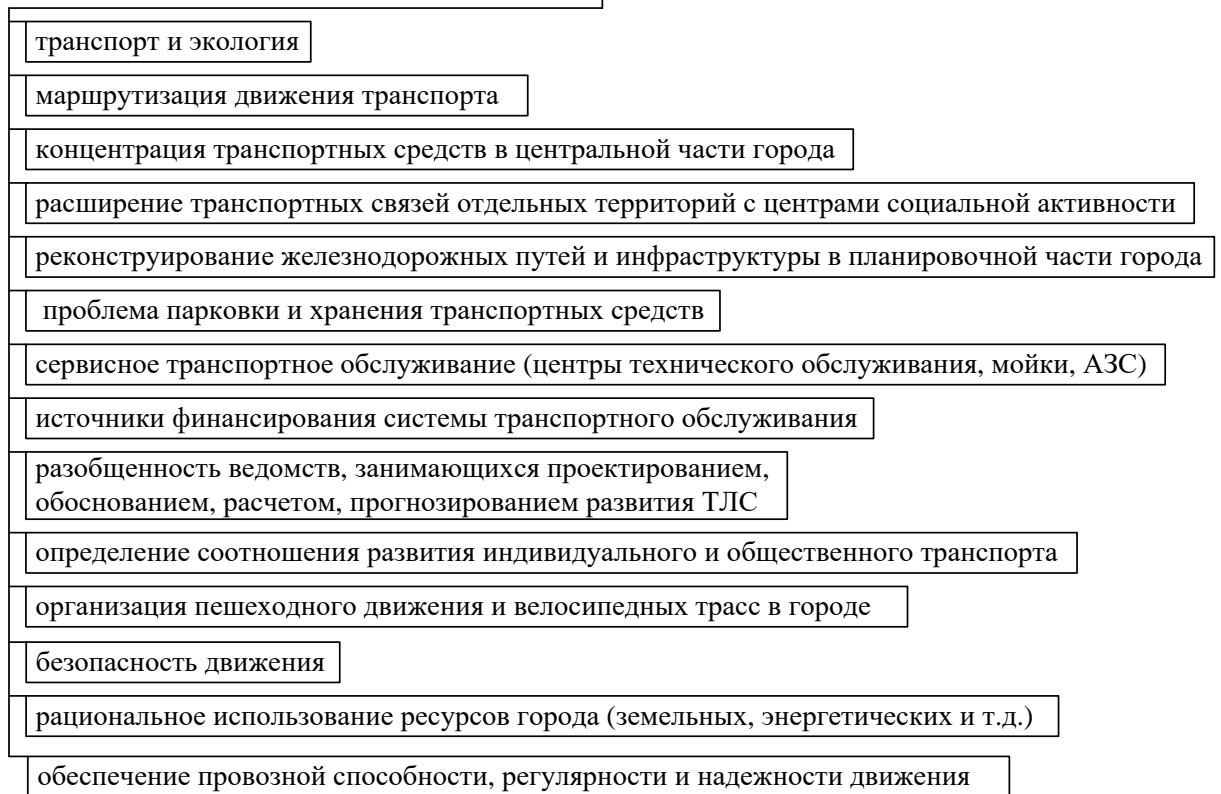 транспорт и экология
маршрутизация движения транспорта
концентрация транспортных средств в центральной части города
расширение транспортных связей отдельных территорий с центрами социальной активности
реконструирование железнодорожных путей и инфраструктуры в планировочной части города
проблема парковки и хранения транспортных средств
сервисное транспортное обслуживание (центры технического обслуживания, мойки, АЗС)
источники финансирования системы транспортного обслуживания
разобщенность ведомств, занимающихся проектированием,
обоснованием, расчетом, прогнозированием развития ТЛС
определение соотношения развития индивидуального и общественного транспорта
организация пешеходного движения и велосипедных трасс в городе
безопасность движения
рациональное использование ресурсов города (земельных, энергетических и т.д.)
обеспечение провозной способности, регулярности и надежности движения